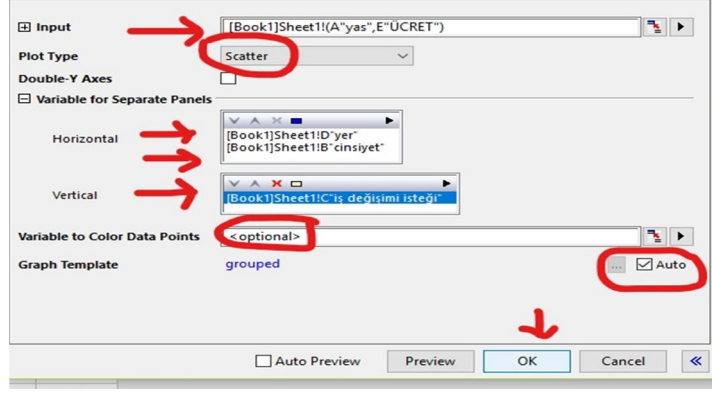 Input [Book1]Sheet1!(A"yas",E"ÜCRET")
Plot Type Scatter
Double-Y Axes
Variable for Separate Panels
Horizontal
[Book1]Sheet1!D"yer"
[Book1]Sheet1!B"cinsiyet"
Vertical
[Book1]Sheet1!C"iş değişimi isteği"
Variable to Color Data Points <optional>
Graph Template grouped ... Auto
Auto Preview Preview OK Cancel